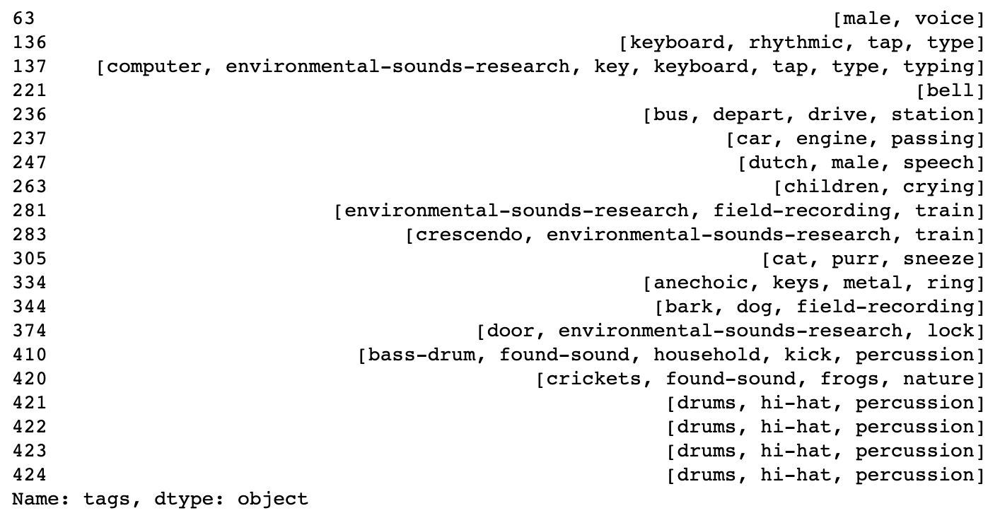 63 [male, voice]
136 [keyboard, rhythmic, tap, type]
137 [computer, environmental-sounds-research, key, keyboard, tap, type, typing]
221 [bell]
236 [bus, depart, drive, station]
237 [car, engine, passing]
247 [dutch, male, speech]
263 [children, crying]
281 [environmental-sounds-research, field-recording, train]
283 [crescendo, environmental-sounds-research, train]
305 [cat, purr, sneeze]
334 [anechoic, keys, metal, ring]
344 [bark, dog, field-recording]
374 [door, environmental-sounds-research, lock]
410 [bass-drum, found-sound, household, kick, percussion]
420 [crickets, found-sound, frogs, nature]
421 [drums, hi-hat, percussion]
422 [drums, hi-hat, percussion]
423 [drums, hi-hat, percussion]
424 [drums, hi-hat, percussion]
Name: tags, dtype: object